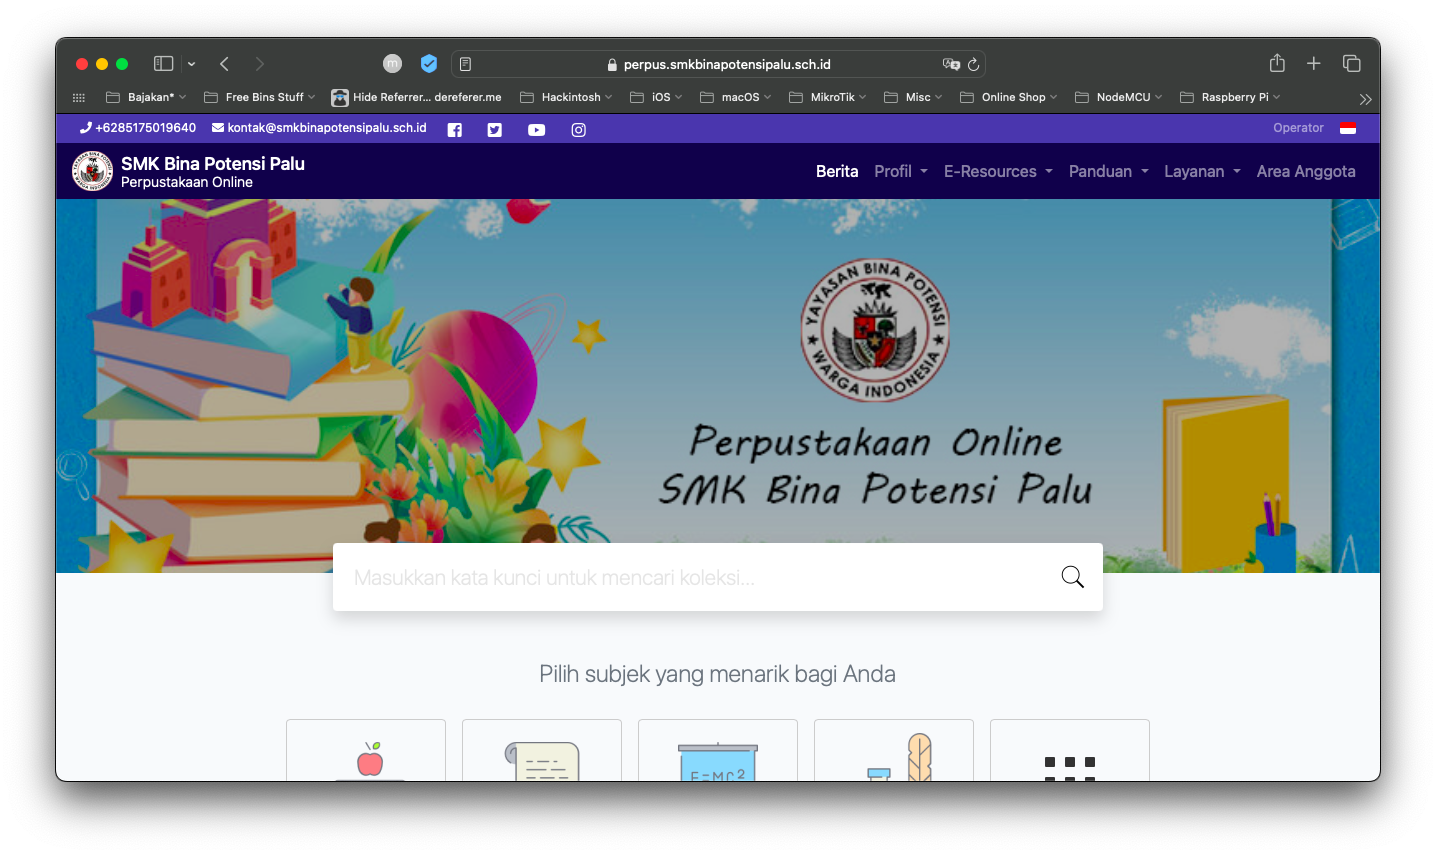 m
perpus.smkbinapotensipalu.sch.id
Bajakan*
Free Bins Stuff
Hide Referrer... dereferer.me
Hackintosh
iOS
macOS
MikroTik
Misc
Online Shop
NodeMCU
Raspberry Pi
+6285175019640
kontak@smkbinapotensipalu.sch.id
Operator
SMK Bina Potensi Palu
Perpustakaan Online
Berita
Profil
E-Resources
Panduan
Layanan
Area Anggota
YAYASAN BINA POTENSI
WARGA INDONESIA
Perpustakaan Online
SMK Bina Potensi Palu
Masukkan kata kunci untuk mencari koleksi...
Pilih subjek yang menarik bagi Anda
E=MC2